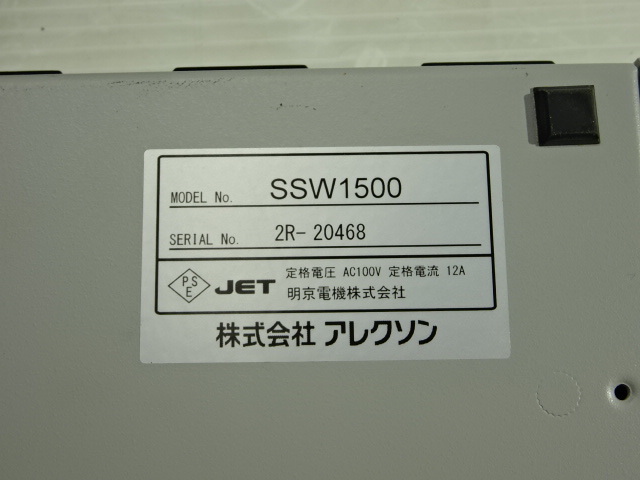 MODEL No. SSW1500
SERIAL No. 2R-20468
PS
E
JET
定格電圧 AC100V 定格電流 12A
明京電機株式会社
株式会社 アレクソン